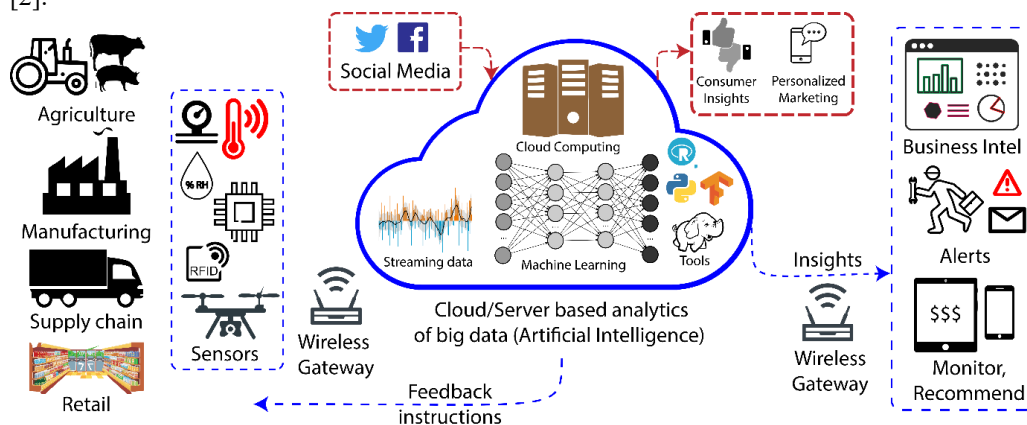 [2].
Agriculture
Manufacturing
Supply chain
Retail
% RH
RFID
Sensors
Wireless
Gateway
Social Media
Cloud Computing
Streaming data
Machine Learning
R
Tools
Cloud/Server based analytics
of big data (Artificial Intelligence)
Feedback
instructions
Consumer
Insights
Personalized
Marketing
Insights
Wireless
Gateway
Business Intel
Alerts
$$$
Monitor,
Recommend